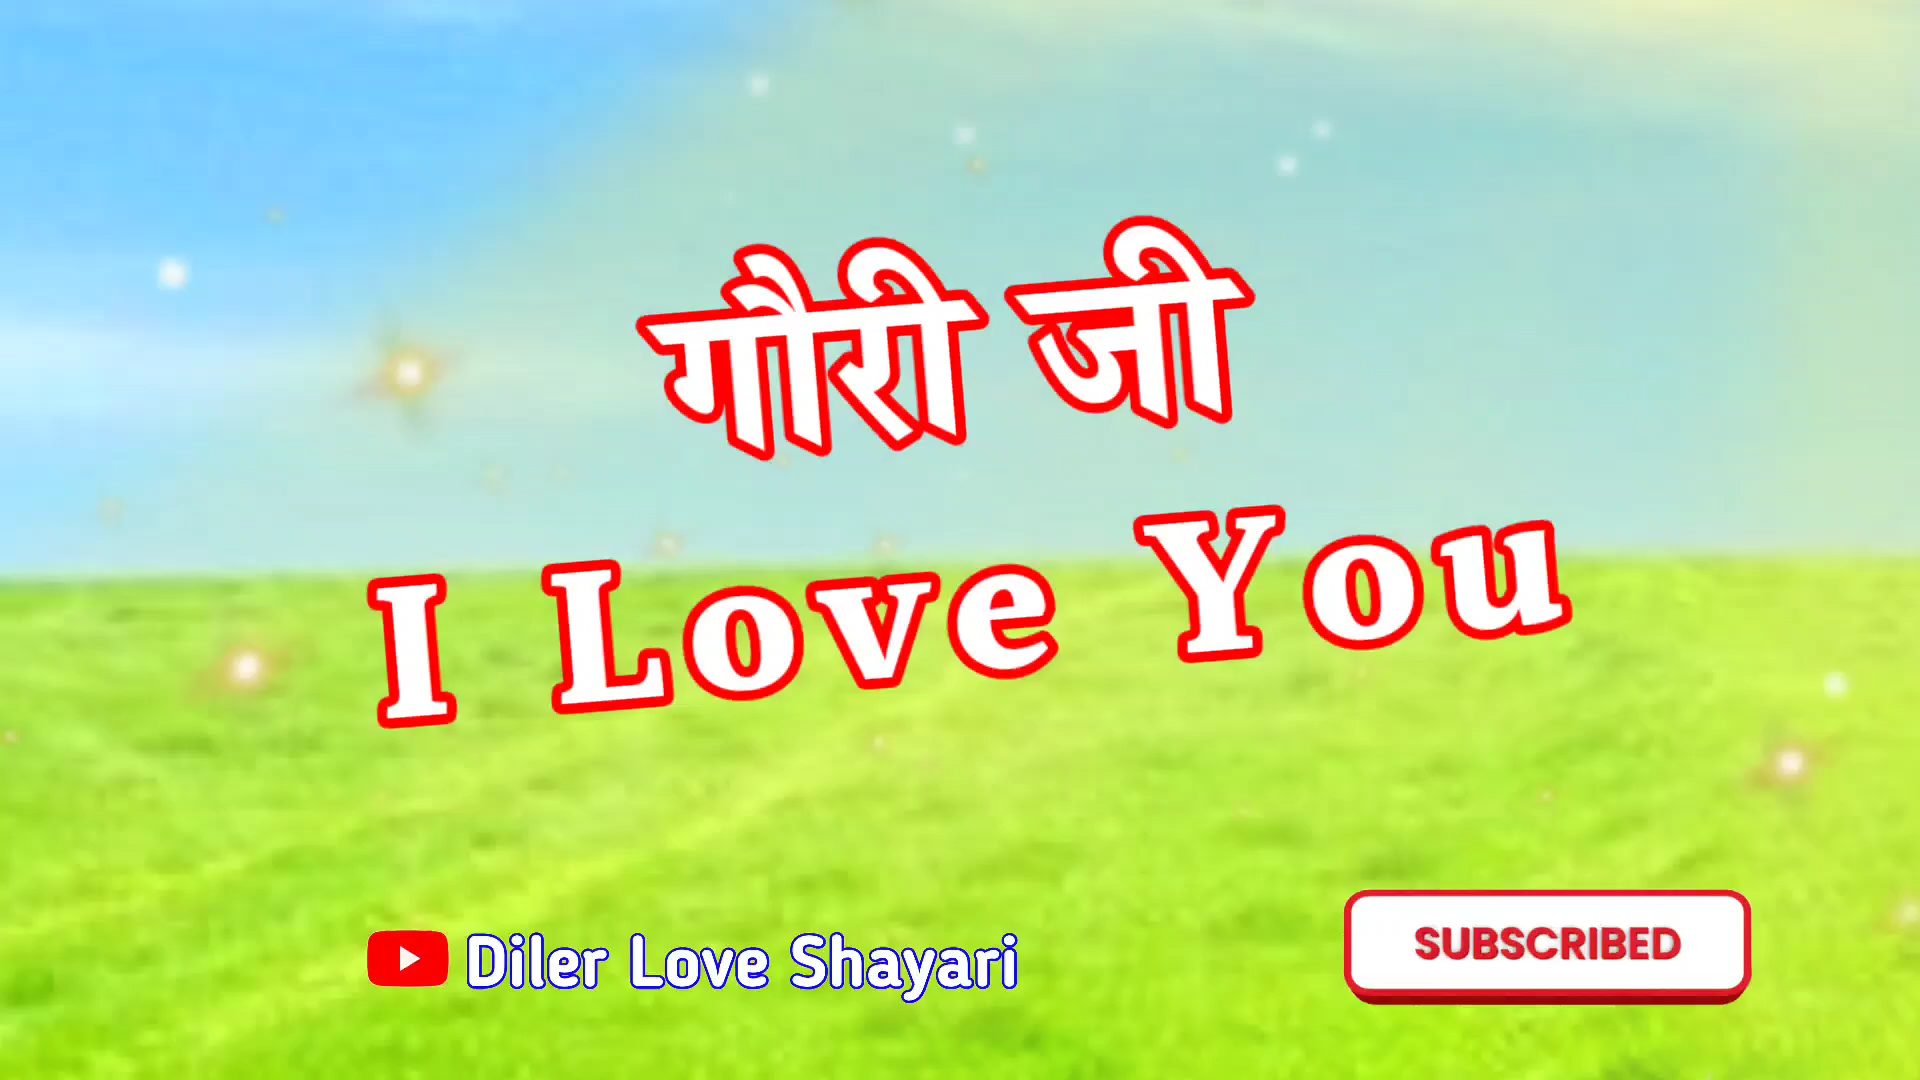 गौरी जी
I Love You
Diler Love Shayari
SUBSCRIBED